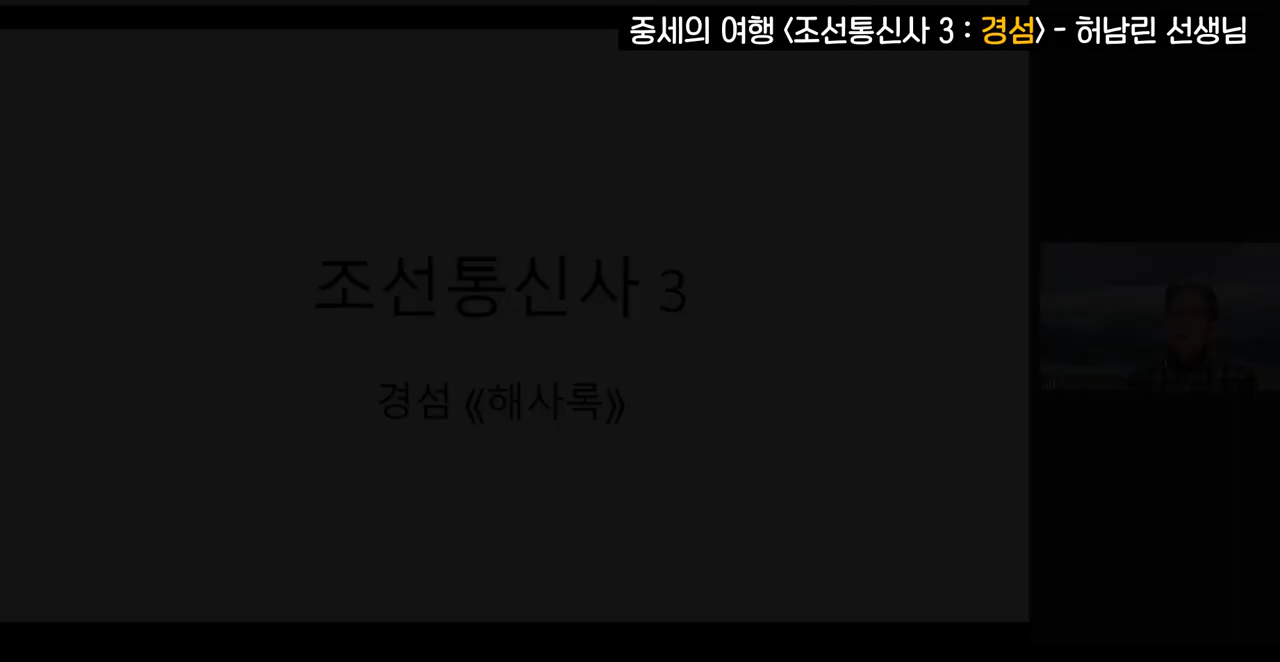 중세의 여행 <조선통신사 3 : 경섬> - 허남린 선생님
조선통신사 3
경섬 《해사록》